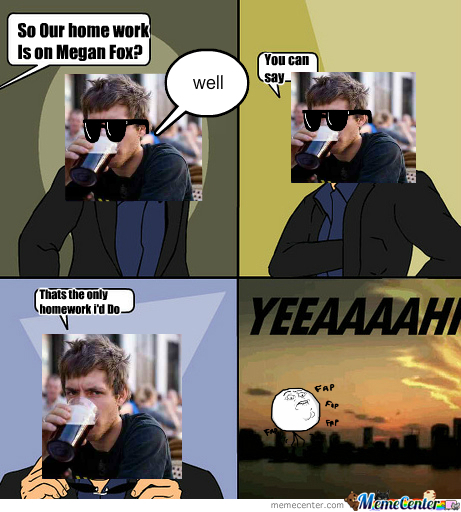 So Our home work
Is on Megan Fox?
well
You can
say
Thats the only
homework i'd Do
YEEAAAAH
FAP
FAP
FAP
FAP
memecenter.com MemeCenter